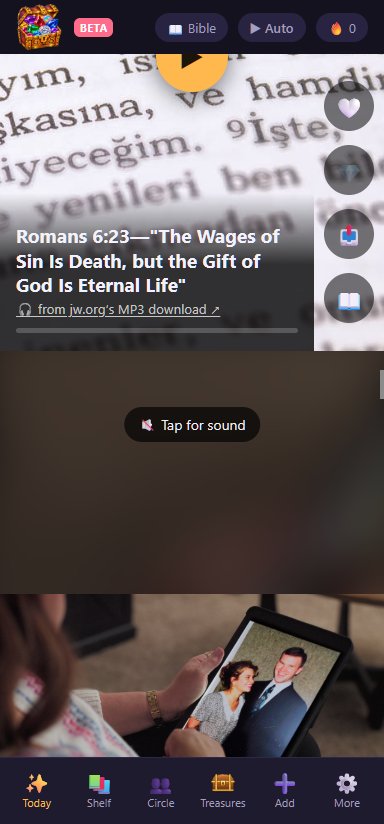 BETA
📖 Bible
▶ Auto
🔥 0
şkasına, ve hamdin
iyeceğim. 9İşte,
yenileri ben
Romans 6:23—"The Wages of
Sin Is Death, but the Gift of
God Is Eternal Life"
🎧 from jw.org's MP3 download ↗
Tap for sound
Today
Shelf
Circle
Treasures
Add
More